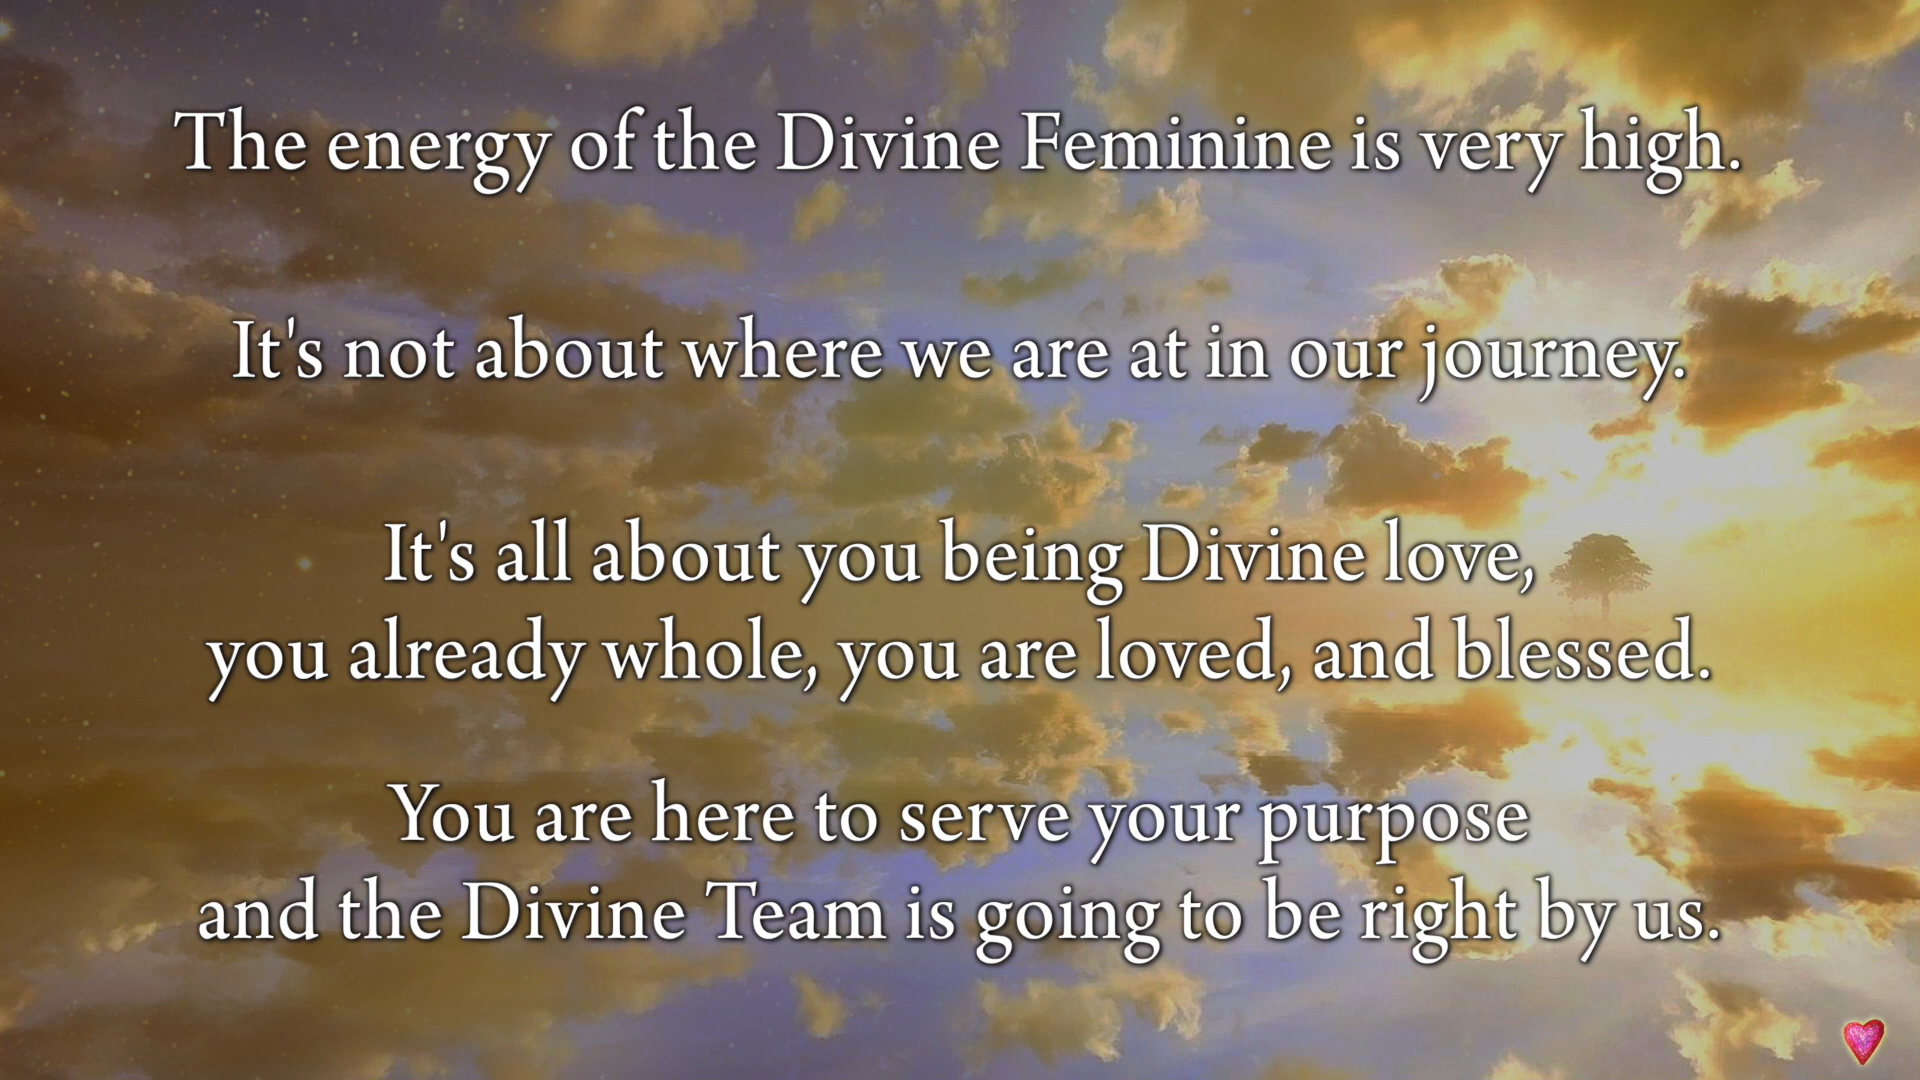 The energy of the Divine Feminine is very high.
It's not about where we are at in our journey.
It's all about you being Divine love,
you already whole, you are loved, and blessed.
You are here to serve your purpose
and the Divine Team is going to be right by us.